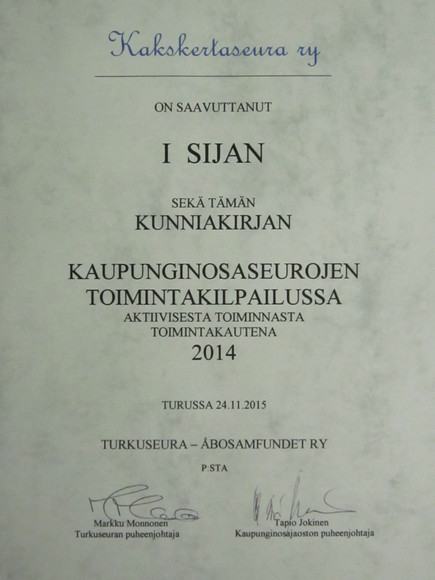 Kakskertaseura ry
ON SAAVUTTANUT
I SIJAN
SEKÄ TÄMÄN
KUNNIAKIRJAN
KAUPUNGINOSASEUROJEN
TOIMINTAKILPAILUSSA
AKTIIVISESTA TOIMINNASTA
TOIMINTAKAUTENA
2014
TURUSSA 24.11.2015
TURKUSEURA – ÅBOSAMFUNDET RY
P:STA
Markku Monnonen Tapio Jokinen
Turkuseuran puheenjohtaja Kaupunginosajaoston puheenjohtaja